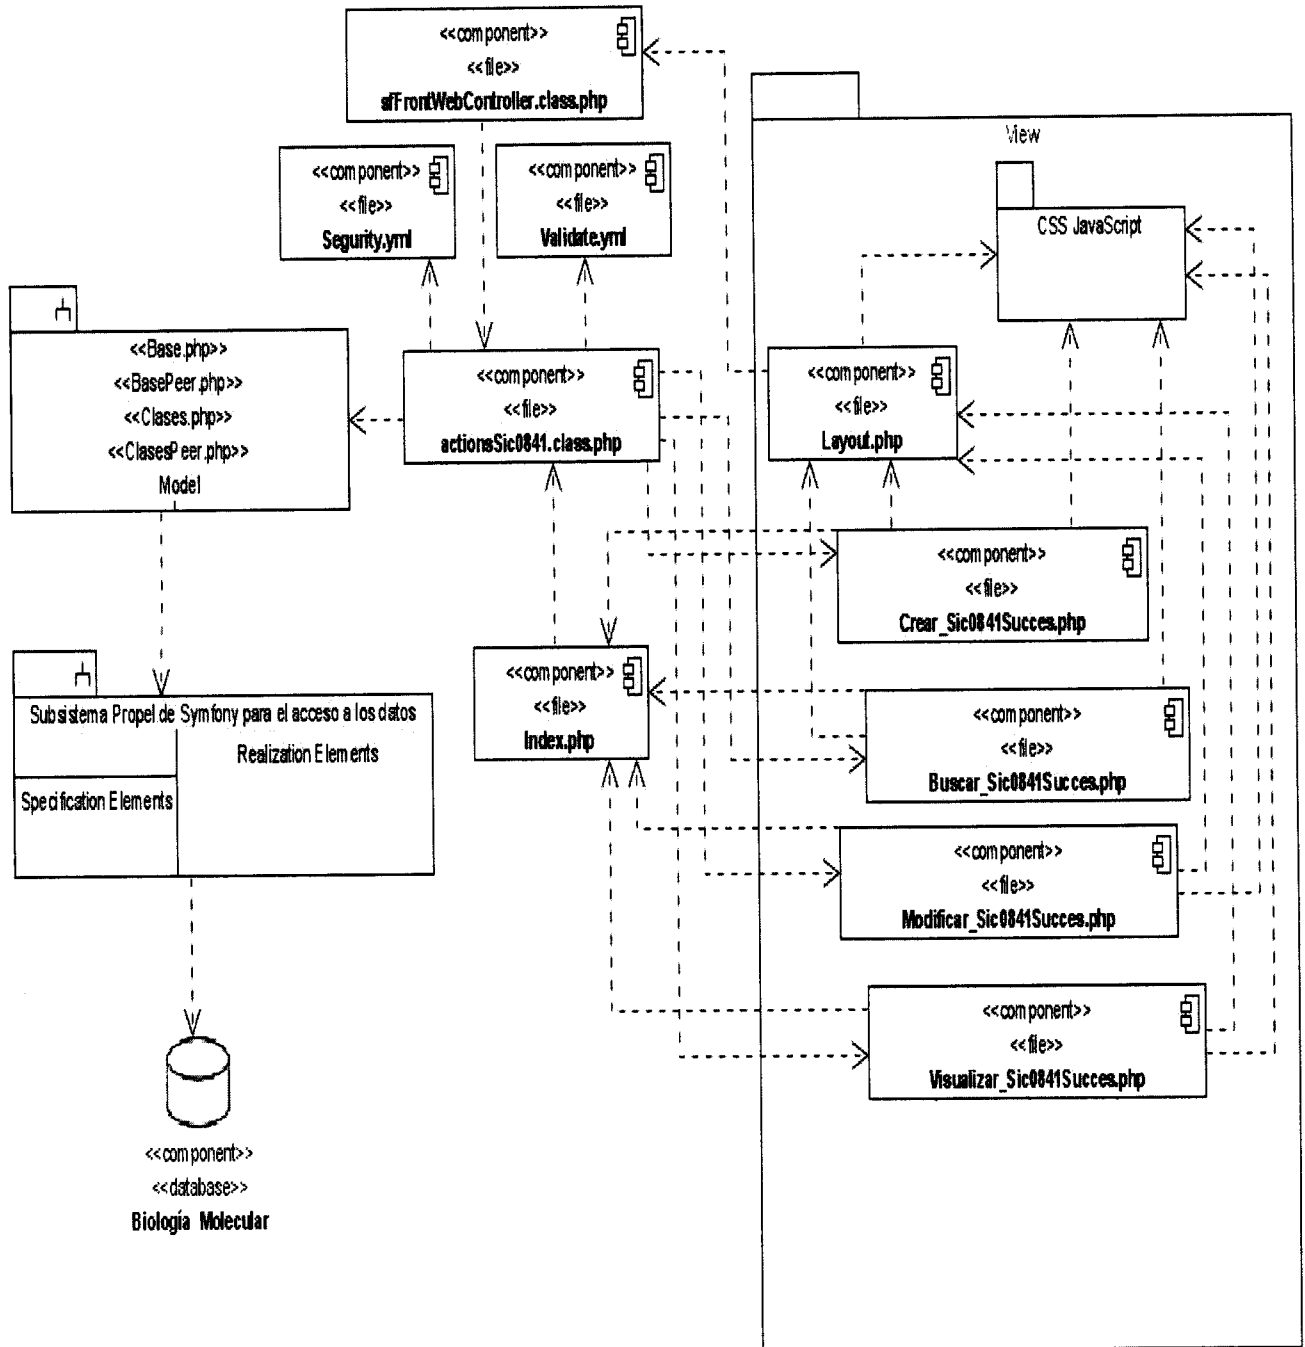 <<component>>
<<file>>
sfFrontWebController.class.php
<<component>>
<<file>>
Segurity.yml
<<component>>
<<file>>
Validate.yml
View
CSS JavaScript
<<Base.php>>
<<BasePeer.php>>
<<Clases.php>>
<<ClasesPeer.php>>
Model
<<component>>
<<file>>
actionsSic0841.class.php
<<component>>
<<file>>
Layout.php
<<component>>
<<file>>
Crear_Sic0841Succes.php
<<component>>
<<file>>
Index.php
<<component>>
<<file>>
Buscar_Sic0841Succes.php
Subsistema Propel de Symfony para el acceso a los datos
Realization Elements
Specification Elements
<<component>>
<<file>>
Modificar_Sic0841Succes.php
<<component>>
<<file>>
Visualizar_Sic0841Succes.php
<<component>>
<<database>>
Biología Molecular